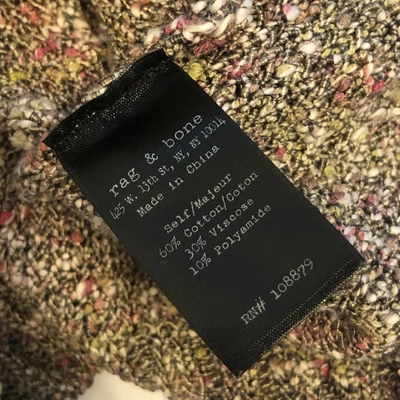 rag & bone
425 W. 13th St, NY, NY 10014
Made in China
Self/Majeur
60% Cotton/Coton
30% Viscose
10% Polyamide
RN# 108879